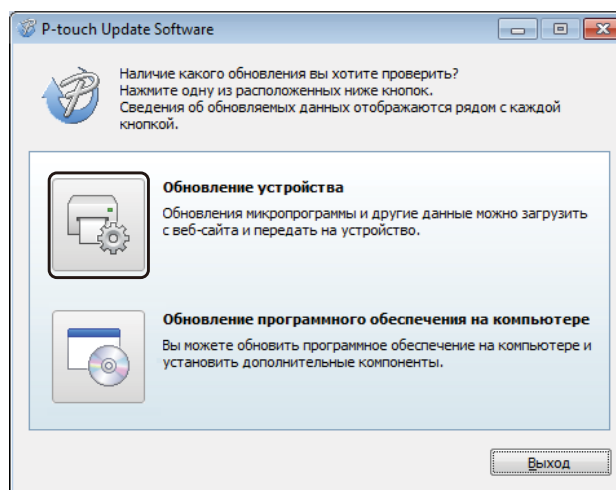 P-touch Update Software
Наличие какого обновления вы хотите проверить?
Нажмите одну из расположенных ниже кнопок.
Сведения об обновляемых данных отображаются рядом с каждой
кнопкой.
Обновление устройства
Обновления микропрограммы и другие данные можно загрузить
с веб-сайта и передать на устройство.
Обновление программного обеспечения на компьютере
Вы можете обновить программное обеспечение на компьютере и
установить дополнительные компоненты.
Выход